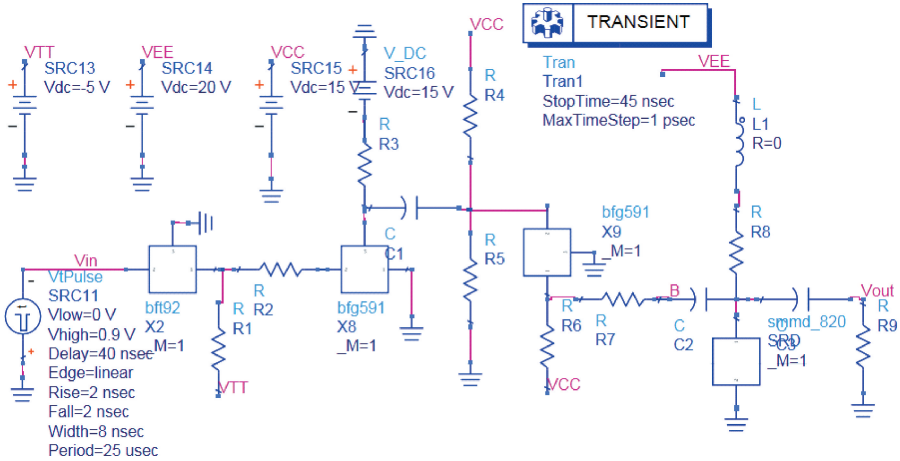 TRANSIENT
Tran
Tran1
StopTime=45 nsec
MaxTimeStep=1 psec
VTT
SRC13
Vdc=-5 V
VEE
SRC14
Vdc=20 V
VCC
SRC15
Vdc=15 V
V_DC
SRC16
Vdc=15 V
R
R3
VCC
R
R4
VEE
L
L1
R=0
C
C1
R
R5
bfg591
X9
_M=1
R
R8
Vin
VtPulse
SRC11
Vlow=0 V
Vhigh=0.9 V
Delay=40 nsec
Edge=linear
Rise=2 nsec
Fall=2 nsec
Width=8 nsec
Period=25 usec
bft92
X2
_M=1
R
R1
VTT
R
R2
bfg591
X8
_M=1
R
R6
VCC
R
R7
B
C
C2
C
C3
smmd_820
SRD
_M=1
Vout
R
R9